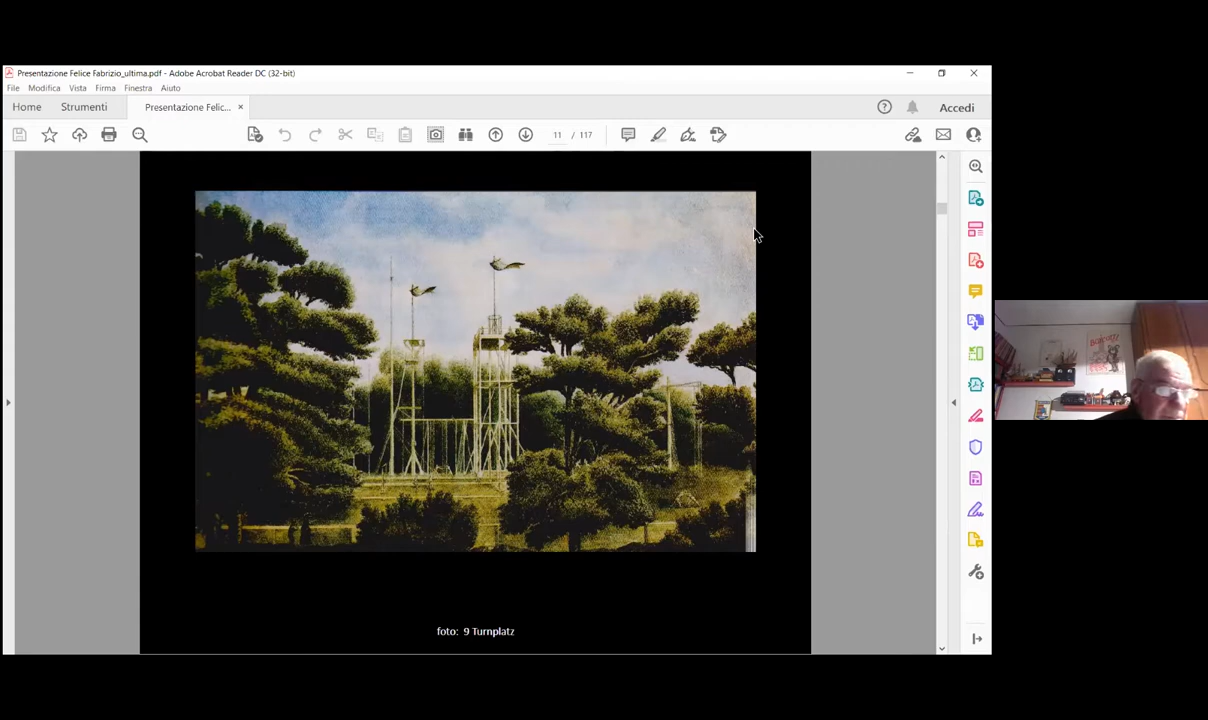 Presentazione Felice Fabrizio_ultima.pdf - Adobe Acrobat Reader DC (32-bit)
File Modifica Vista Firma Finestra Aiuto
Home Strumenti Presentazione Felic... × Accedi
11 / 117
foto: 9 Turnplatz